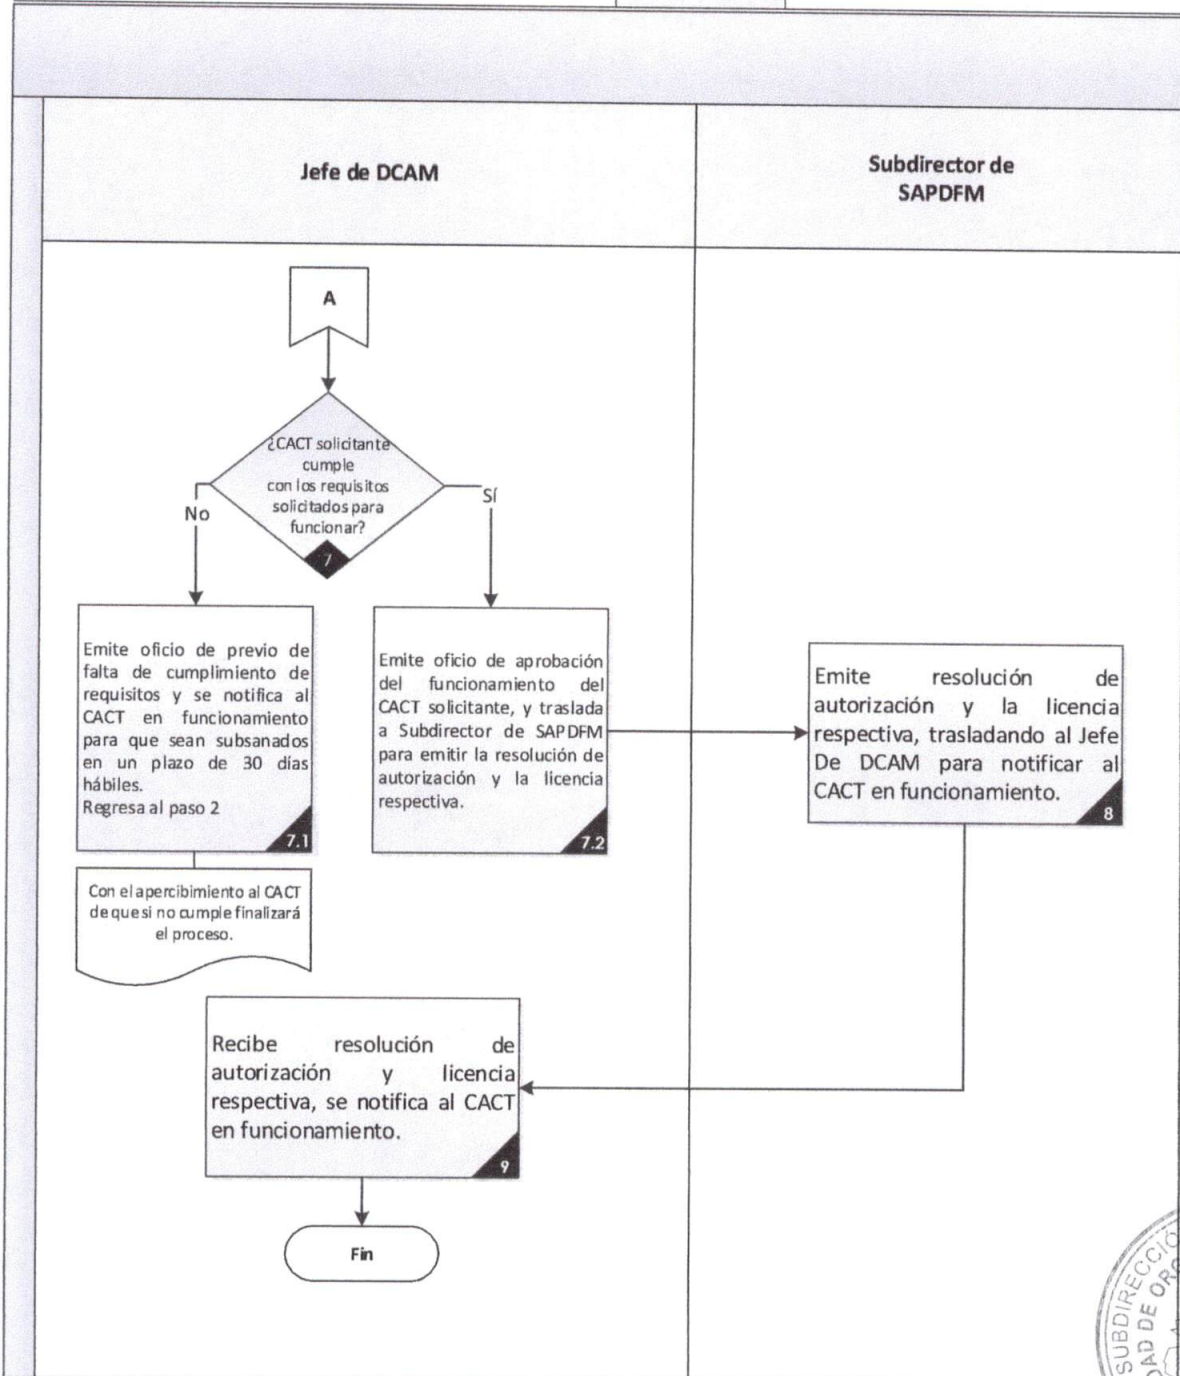 Jefe de DCAM
Subdirector de
SAPDFM
A
¿CACT solicitante
cumple
con los requisitos
solicitados para
funcionar?
7
No
Sí
Emite oficio de previo de
falta de cumplimiento de
requisitos y se notifica al
CACT en funcionamiento
para que sean subsanados
en un plazo de 30 días
hábiles.
Regresa al paso 2
7.1
Con el apercibimiento al CACT
de que si no cumple finalizará
el proceso.
Emite oficio de aprobación
del funcionamiento del
CACT solicitante, y traslada
a Subdirector de SAPDFM
para emitir la resolución de
autorización y la licencia
respectiva.
7.2
Emite resolución de
autorización y la licencia
respectiva, trasladando al Jefe
De DCAM para notificar al
CACT en funcionamiento.
8
Recibe resolución de
autorización y licencia
respectiva, se notifica al CACT
en funcionamiento.
9
Fin
SUBDIRECCIÓ
DAD DE ORG